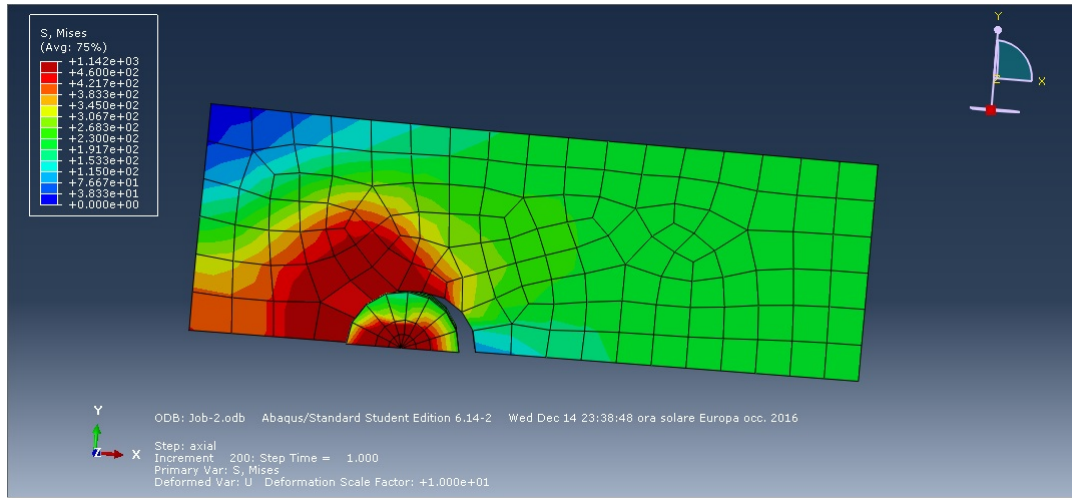 S, Mises
(Avg: 75%)
+1.142e+03
+4.600e+02
+4.217e+02
+3.833e+02
+3.450e+02
+3.067e+02
+2.683e+02
+2.300e+02
+1.917e+02
+1.533e+02
+1.150e+02
+7.667e+01
+3.833e+01
+0.000e+00
Y
X
Z
Y
Z
X
ODB: Job-2.odb Abaqus/Standard Student Edition 6.14-2 Wed Dec 14 23:38:48 ora solare Europa occ. 2016
Step: axial
Increment 200: Step Time = 1.000
Primary Var: S, Mises
Deformed Var: U Deformation Scale Factor: +1.000e+01